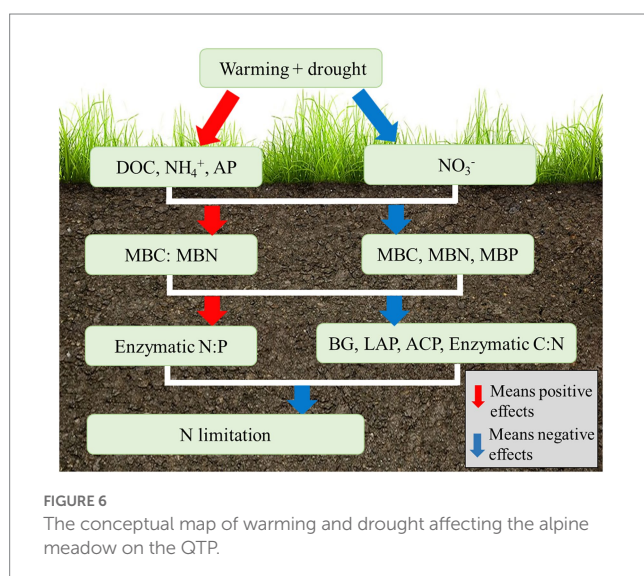 Warming + drought
DOC, NH₄⁺, AP
NO₃⁻
MBC: MBN
MBC, MBN, MBP
Enzymatic N:P
BG, LAP, ACP, Enzymatic C:N
N limitation
Means positive
effects
Means negative
effects
FIGURE 6
The conceptual map of warming and drought affecting the alpine
meadow on the QTP.